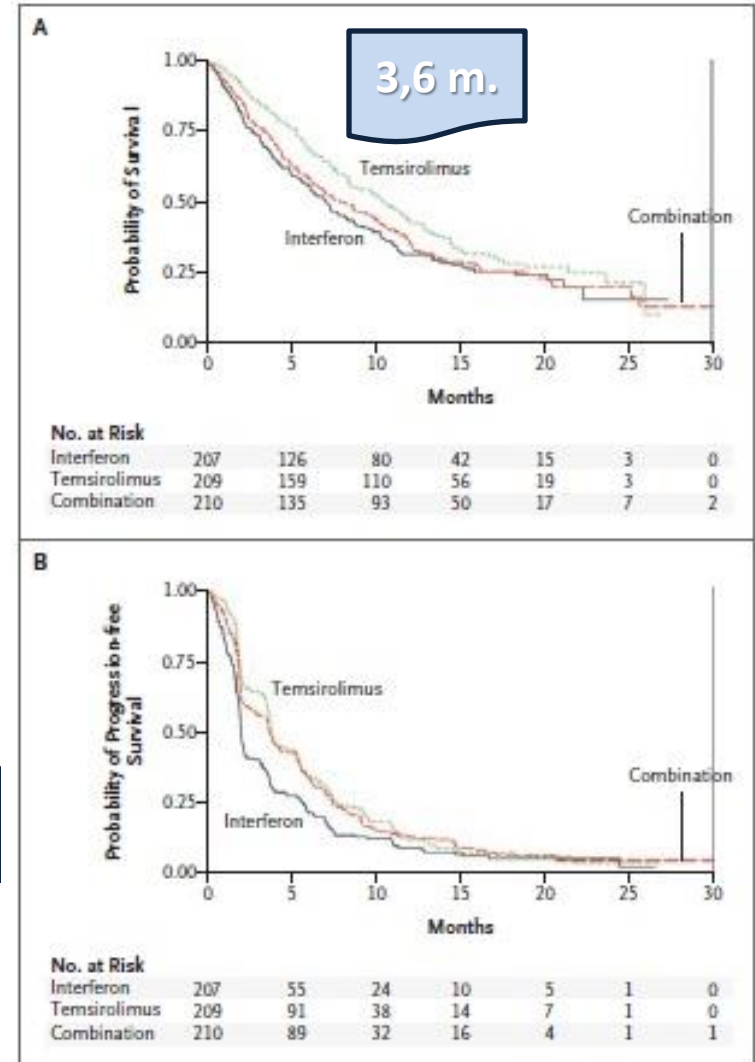 A
3,6 m.
1.00
0.75
0.50
0.25
0.00
Probability of Survival
Temsirolimus
Interferon
Combination
0 5 10 15 20 25 30
Months
No. at Risk
Interferon 207 126 80 42 15 3 0
Temsirolimus 209 159 110 56 19 3 0
Combination 210 135 93 50 17 7 2
B
1.00
0.75
0.50
0.25
0.00
Probability of Progression-free
Survival
Temsirolimus
Interferon
Combination
0 5 10 15 20 25 30
Months
No. at Risk
Interferon 207 55 24 10 5 1 0
Temsirolimus 209 91 38 14 7 1 0
Combination 210 89 32 16 4 1 1